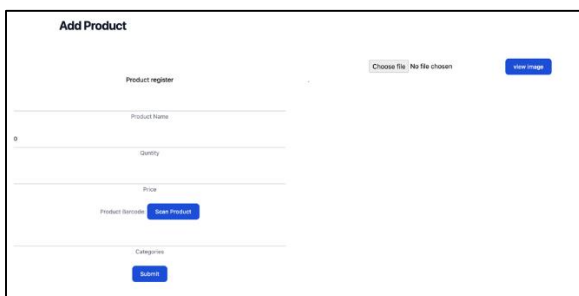 Add Product
Choose file No file chosen
view image
Product register
Product Name
0
Quntity
Price
Product Barcode Scan Product
Categories
Submit